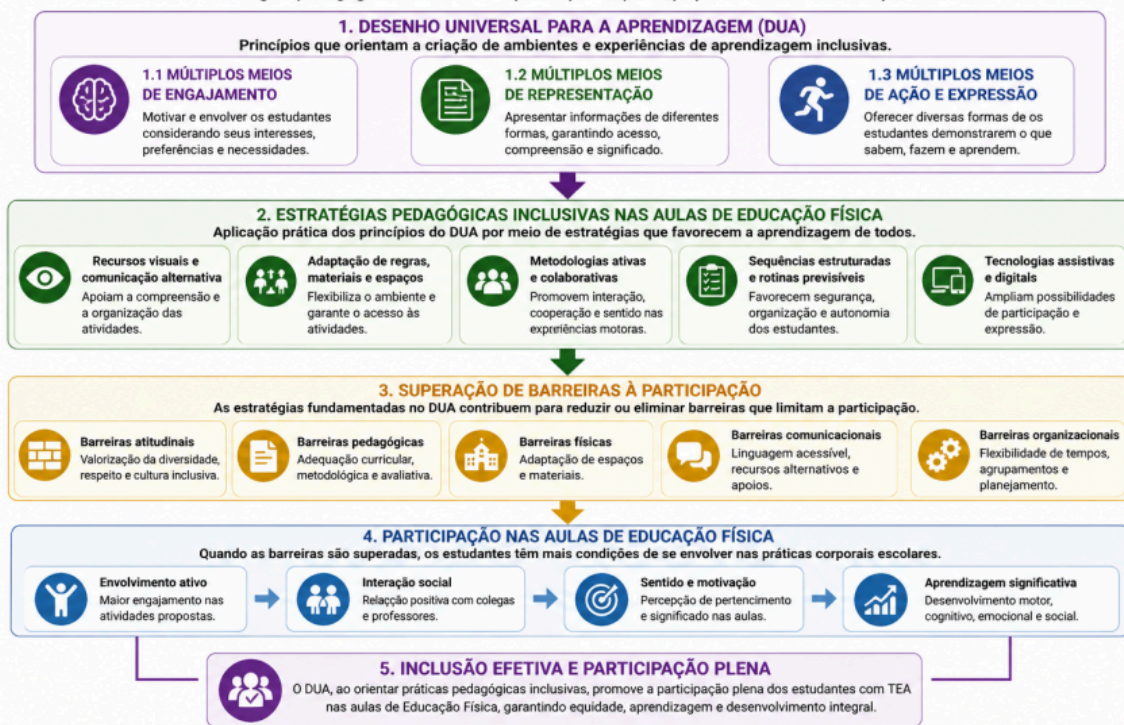 1. DESENHO UNIVERSAL PARA A APRENDIZAGEM (DUA)
Princípios que orientam a criação de ambientes e experiências de aprendizagem inclusivas.
1.1 MÚLTIPLOS MEIOS
DE ENGAJAMENTO
Motivar e envolver os estudantes
considerando seus interesses,
preferências e necessidades.
1.2 MÚLTIPLOS MEIOS
DE REPRESENTAÇÃO
Apresentar informações de diferentes
formas, garantindo acesso,
compreensão e significado.
1.3 MÚLTIPLOS MEIOS
DE AÇÃO E EXPRESSÃO
Oferecer diversas formas de os
estudantes demonstrarem o que
sabem, fazem e aprendem.
2. ESTRATÉGIAS PEDAGÓGICAS INCLUSIVAS NAS AULAS DE EDUCAÇÃO FÍSICA
Aplicação prática dos princípios do DUA por meio de estratégias que favorecem a aprendizagem de todos.
Recursos visuais e
comunicação alternativa
Apoiam a compreensão e
a organização das
atividades.
Adaptação de regras,
materiais e espaços
Flexibiliza o ambiente e
garante o acesso às
atividades.
Metodologias ativas
e colaborativas
Promovem interação,
cooperação e sentido nas
expreriências motoras.
Sequências estruturadas
e rotinas previsíveis
Favorecem segurança,
organização e autonomia
dos estudantes.
Tecnologias assistivas
e digitals
Ampliam possibilidades
de participação e
expressão.
3. SUPERAÇÃO DE BARREIRAS À PARTICIPAÇÃO
As estratégias fundamentadas no DUA contribuem para reduzir ou eliminar barreiras que limitam a participação.
Barreiras atitudinais
Valorização da diversidade,
respeito e cultura inclusiva.
Barreiras pedagógicas
Adequação curricular,
metodológica e avaliativa.
Barreiras físicas
Adaptação de espaços
e materiais.
Barreiras comunicacionais
Linguagem acessível,
recursos alternativos e
apoios.
Barreiras organizacionais
Flexibilidade de tempos,
agrupamentos e
planejamento.
4. PARTICIPAÇÃO NAS AULAS DE EDUCAÇÃO FÍSICA
Quando as barreiras são superadas, os estudantes têm mais condições de se envolver nas práticas corporais escolares.
Envolvimento ativo
Maior engajamento nas
atividades propostas.
Interação social
Relacção positiva com colegas
e professores.
Sentido e motivação
Percepção de pertencimento
e significado nas aulas.
Aprendizagem significativa
Desenvolvimento motor,
cognitivo, emocional e social.
5. INCLUSÃO EFETIVA E PARTICIPAÇÃO PLENA
O DUA, ao orientar práticas pedagógicas inclusivas, promove a participação plena dos estudantes com TEA
nas aulas de Educação Física, garantindo equidade, aprendizagem e desenvolvimento integral.